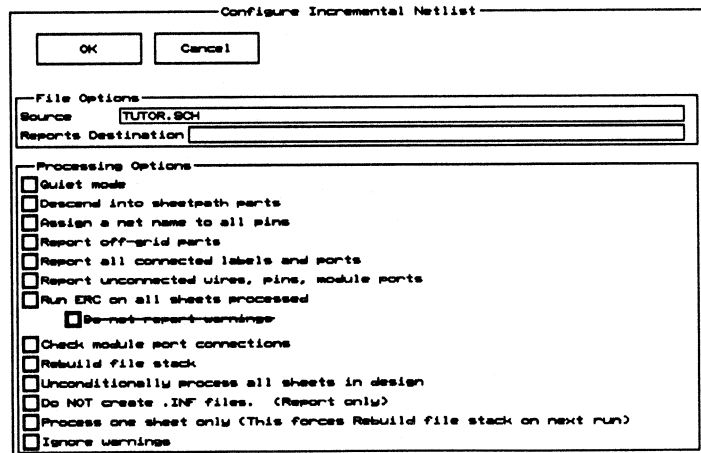 Configure Incremental Netlist
OK
Cancel
File Options
Source TUTOR.SCH
Reports Destination
Processing Options
Quiet mode
Descend into sheetpath parts
Assign a net name to all pins
Report off-grid parts
Report all connected labels and ports
Report unconnected wires, pins, module ports
Run ERC on all sheets processed
Do not report warnings
Check module port connections
Rebuild file stack
Unconditionally process all sheets in design
Do NOT create .INF files. (Report only)
Process one sheet only (This forces Rebuild file stack on next run)
Ignore warnings